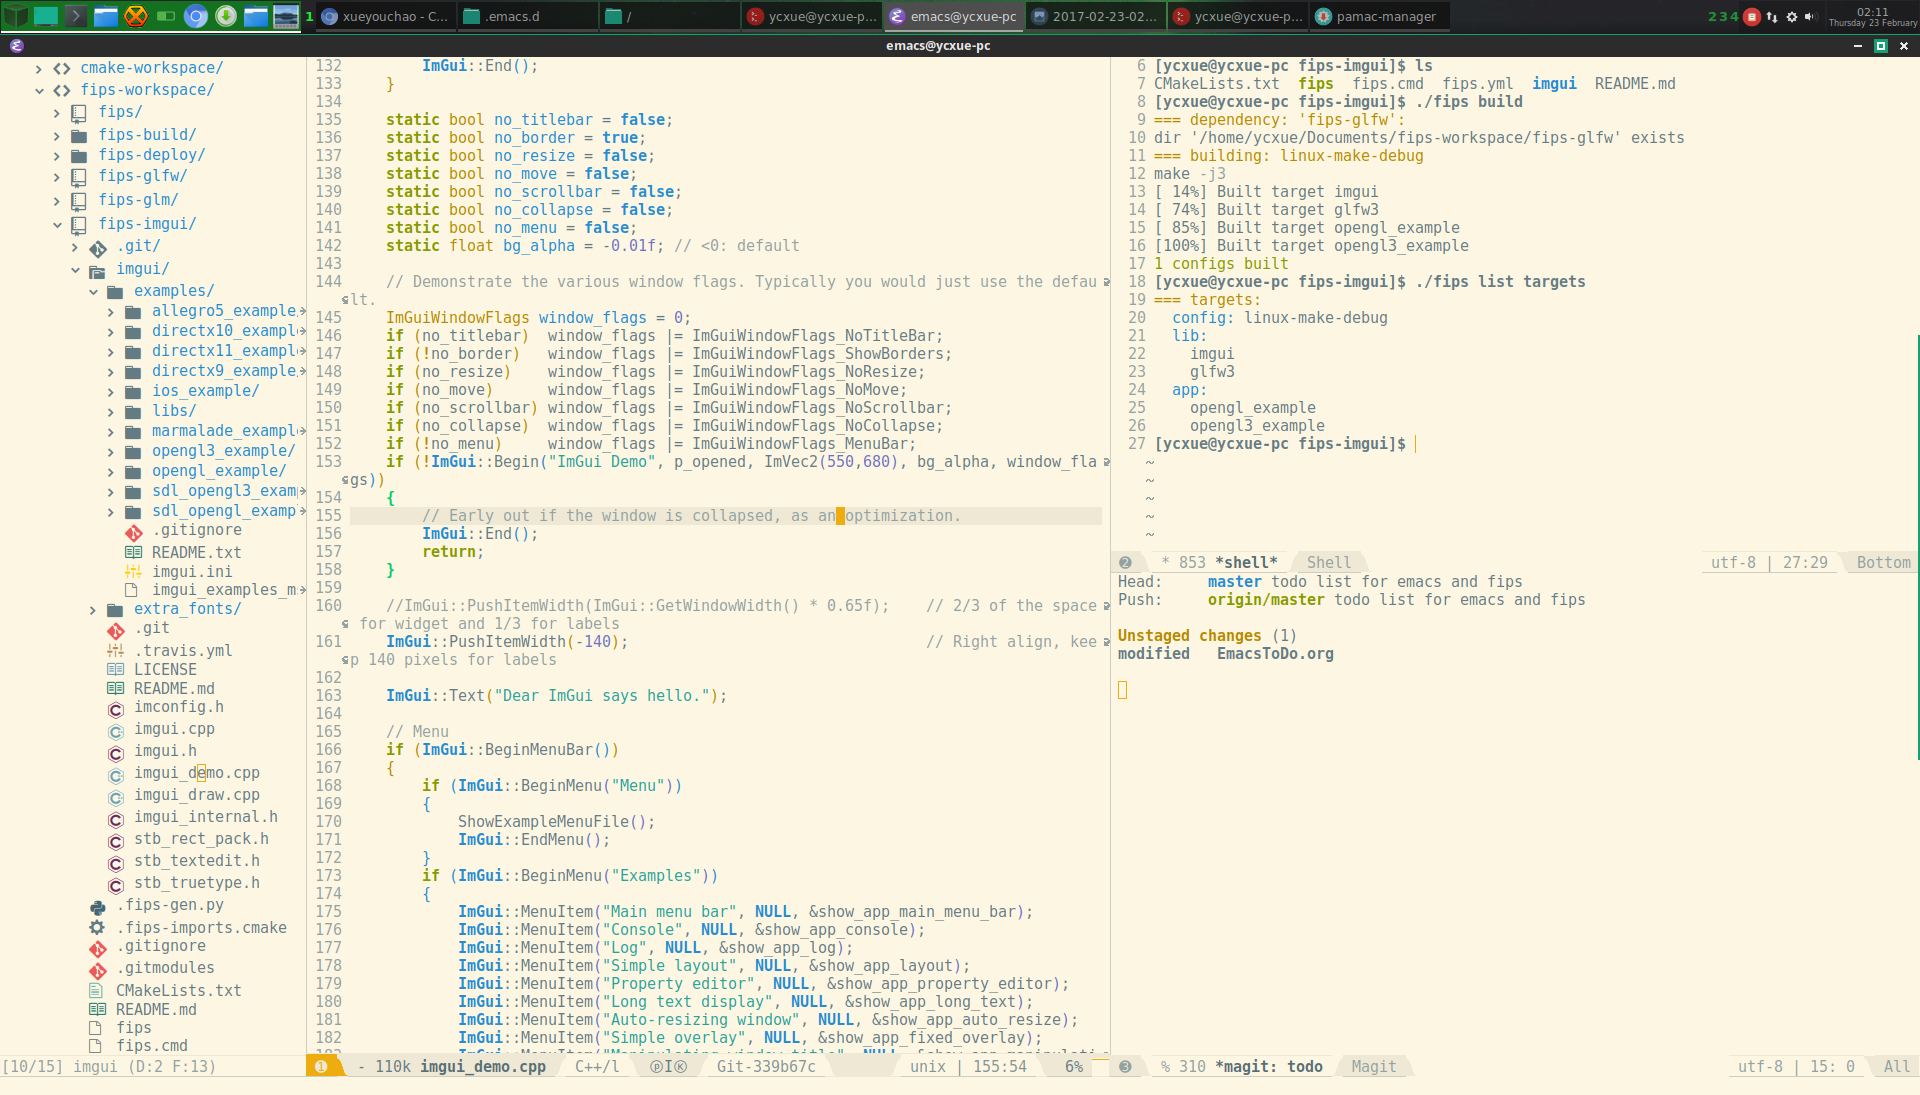 1 xueyouchao - C... .emacs.d / ycxue@ycxue-p... emacs@ycxue-pc 2017-02-23-02... ycxue@ycxue-p... pamac-manager 2 3 4 02:11
Thursday 23 February
emacs@ycxue-pc
cmake-workspace/
fips-workspace/
fips/
fips-build/
fips-deploy/
fips-glfw/
fips-glm/
fips-imgui/
.git/
imgui/
examples/
allegro5_example
directx10_exampl
directx11_exampl
directx9_example
ios_example/
libs/
marmalade_exampl
opengl3_example/
opengl_example/
sdl_opengl3_exam
sdl_opengl_examp
.gitignore
README.txt
imgui.ini
imgui_examples_m
extra_fonts/
.git
.travis.yml
LICENSE
README.md
imconfig.h
imgui.cpp
imgui.h
imgui_demo.cpp
imgui_draw.cpp
imgui_internal.h
stb_rect_pack.h
stb_textedit.h
stb_truetype.h
.fips-gen.py
.fips-imports.cmake
.gitignore
.gitmodules
CMakeLists.txt
README.md
fips
fips.cmd
[10/15] imgui (D:2 F:13)
132         ImGui::End();
133     }
134
135     static bool no_titlebar = false;
136     static bool no_border = true;
137     static bool no_resize = false;
138     static bool no_move = false;
139     static bool no_scrollbar = false;
140     static bool no_collapse = false;
141     static bool no_menu = false;
142     static float bg_alpha = -0.01f; // <0: default
143
144     // Demonstrate the various window flags. Typically you would just use the defau
lt.
145     ImGuiWindowFlags window_flags = 0;
146     if (no_titlebar)  window_flags |= ImGuiWindowFlags_NoTitleBar;
147     if (!no_border)   window_flags |= ImGuiWindowFlags_ShowBorders;
148     if (no_resize)    window_flags |= ImGuiWindowFlags_NoResize;
149     if (no_move)      window_flags |= ImGuiWindowFlags_NoMove;
150     if (no_scrollbar) window_flags |= ImGuiWindowFlags_NoScrollbar;
151     if (no_collapse)  window_flags |= ImGuiWindowFlags_NoCollapse;
152     if (!no_menu)     window_flags |= ImGuiWindowFlags_MenuBar;
153     if (!ImGui::Begin("ImGui Demo", p_opened, ImVec2(550,680), bg_alpha, window_fla
gs))
154     {
155         // Early out if the window is collapsed, as an optimization.
156         ImGui::End();
157         return;
158     }
159
160     //ImGui::PushItemWidth(ImGui::GetWindowWidth() * 0.65f);    // 2/3 of the space
for widget and 1/3 for labels
161     ImGui::PushItemWidth(-140);                                 // Right align, kee
p 140 pixels for labels
162
163     ImGui::Text("Dear ImGui says hello.");
164
165     // Menu
166     if (ImGui::BeginMenuBar())
167     {
168         if (ImGui::BeginMenu("Menu"))
169         {
170             ShowExampleMenuFile();
171             ImGui::EndMenu();
172         }
173         if (ImGui::BeginMenu("Examples"))
174         {
175             ImGui::MenuItem("Main menu bar", NULL, &show_app_main_menu_bar);
176             ImGui::MenuItem("Console", NULL, &show_app_console);
177             ImGui::MenuItem("Log", NULL, &show_app_log);
178             ImGui::MenuItem("Simple layout", NULL, &show_app_layout);
179             ImGui::MenuItem("Property editor", NULL, &show_app_property_editor);
180             ImGui::MenuItem("Long text display", NULL, &show_app_long_text);
181             ImGui::MenuItem("Auto-resizing window", NULL, &show_app_auto_resize);
182             ImGui::MenuItem("Simple overlay", NULL, &show_app_fixed_overlay);
❶ - 110k imgui_demo.cpp C++/l ⓟIⓀ Git-339b67c unix | 155:54 6%
6 [ycxue@ycxue-pc fips-imgui]$ ls
7 CMakeLists.txt  fips  fips.cmd  fips.yml  imgui  README.md
8 [ycxue@ycxue-pc fips-imgui]$ ./fips build
9 === dependency: 'fips-glfw':
10 dir '/home/ycxue/Documents/fips-workspace/fips-glfw' exists
11 === building: linux-make-debug
12 make -j3
13 [ 14%] Built target imgui
14 [ 74%] Built target glfw3
15 [ 85%] Built target opengl_example
16 [100%] Built target opengl3_example
17 1 configs built
18 [ycxue@ycxue-pc fips-imgui]$ ./fips list targets
19 === targets:
20   config: linux-make-debug
21   lib:
22     imgui
23     glfw3
24   app:
25     opengl_example
26     opengl3_example
27 [ycxue@ycxue-pc fips-imgui]$
~
~
~
~
~
❷ * 853 *shell* Shell utf-8 | 27:29 Bottom
Head:     master todo list for emacs and fips
Push:     origin/master todo list for emacs and fips
Unstaged changes (1)
modified   EmacsToDo.org
❸ % 310 *magit: todo Magit utf-8 | 15: 0 All